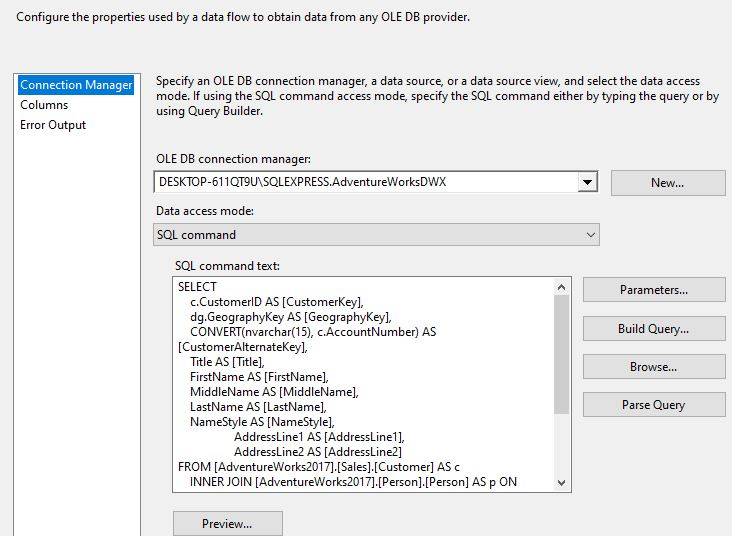 Configure the properties used by a data flow to obtain data from any OLE DB provider.
Connection Manager
Columns
Error Output
Specify an OLE DB connection manager, a data source, or a data source view, and select the data access
mode. If using the SQL command access mode, specify the SQL command either by typing the query or by
using Query Builder.
OLE DB connection manager:
DESKTOP-611QT9U\SQLEXPRESS.AdventureWorksDWX
New...
Data access mode:
SQL command
SQL command text:
SELECT
c.CustomerID AS [CustomerKey],
dg.GeographyKey AS [GeographyKey],
CONVERT(nvarchar(15), c.AccountNumber) AS
[CustomerAlternateKey],
Title AS [Title],
FirstName AS [FirstName],
MiddleName AS [MiddleName],
LastName AS [LastName],
NameStyle AS [NameStyle],
AddressLine1 AS [AddressLine1],
AddressLine2 AS [AddressLine2]
FROM [AdventureWorks2017].[Sales].[Customer] AS c
INNER JOIN [AdventureWorks2017].[Person].[Person] AS p ON
Parameters...
Build Query...
Browse...
Parse Query
Preview...